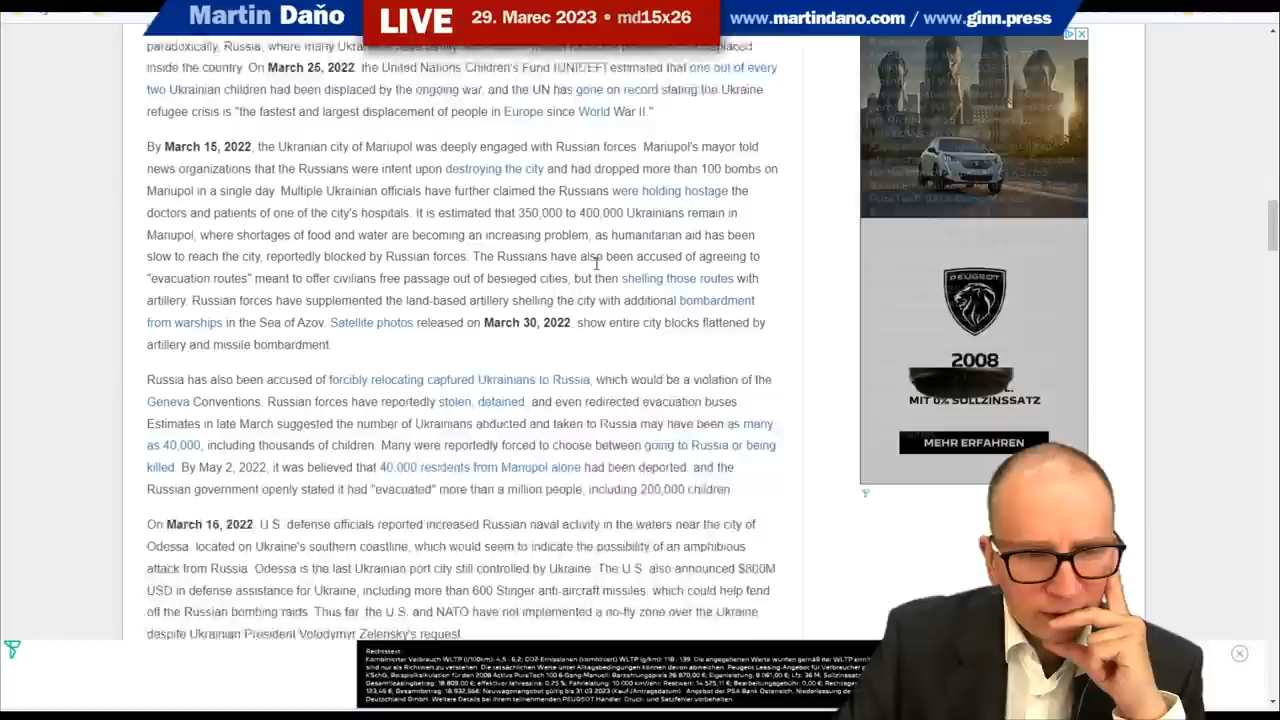 Martin Daňo
LIVE
29. Marec 2023 • md15x26
www.martindano.com / www.ginn.press
paradoxically, Russia, where many
inside the country. On March 25, 2022, the United Nations Children's Fund (UNICEF) estimated that one out of every
two Ukrainian children had been displaced by the ongoing war, and the UN has gone on record stating the Ukraine
refugee crisis is "the fastest and largest displacement of people in Europe since World War II."
By March 15, 2022, the Ukranian city of Mariupol was deeply engaged with Russian forces. Mariupol's mayor told
news organizations that the Russians were intent upon destroying the city and had dropped more than 100 bombs on
Mariupol in a single day. Multiple Ukrainian officials have further claimed the Russians were holding hostage the
doctors and patients of one of the city's hospitals. It is estimated that 350,000 to 400,000 Ukrainians remain in
Mariupol, where shortages of food and water are becoming an increasing problem, as humanitarian aid has been
slow to reach the city, reportedly blocked by Russian forces. The Russians have also been accused of agreeing to
"evacuation routes" meant to offer civilians free passage out of besieged cities, but then shelling those routes with
artillery. Russian forces have supplemented the land-based artillery shelling the city with additional bombardment
from warships in the Sea of Azov. Satellite photos released on March 30, 2022, show entire city blocks flattened by
artillery and missile bombardment.
Russia has also been accused of forcibly relocating captured Ukrainians to Russia, which would be a violation of the
Geneva Conventions. Russian forces have reportedly stolen, detained, and even redirected evacuation buses.
Estimates in late March suggested the number of Ukrainians abducted and taken to Russia may have been as many
as 40,000, including thousands of children. Many were reportedly forced to choose between going to Russia or being
killed. By May 2, 2022, it was believed that 40,000 residents from Mariupol alone had been deported, and the
Russian government openly stated it had "evacuated" more than a million people, including 200,000 children.
On March 16, 2022, U.S. defense officials reported increased Russian naval activity in the waters near the city of
Odessa, located on Ukraine's southern coastline, which would seem to indicate the possibility of an amphibious
attack from Russia. Odessa is the last Ukrainian port city still controlled by Ukraine. The U.S. also announced $800M
USD in defense assistance for Ukraine, including more than 600 Stinger anti-aircraft missiles, which could help fend
off the Russian bombing raids. Thus far, the U.S. and NATO have not implemented a no-fly zone over the Ukraine
despite Ukrainian President Volodymyr Zelensky's request.
PEUGEOT
2008
MIT 0% SOLLZINSSATZ
MEHR ERFAHREN
Rechtstext: